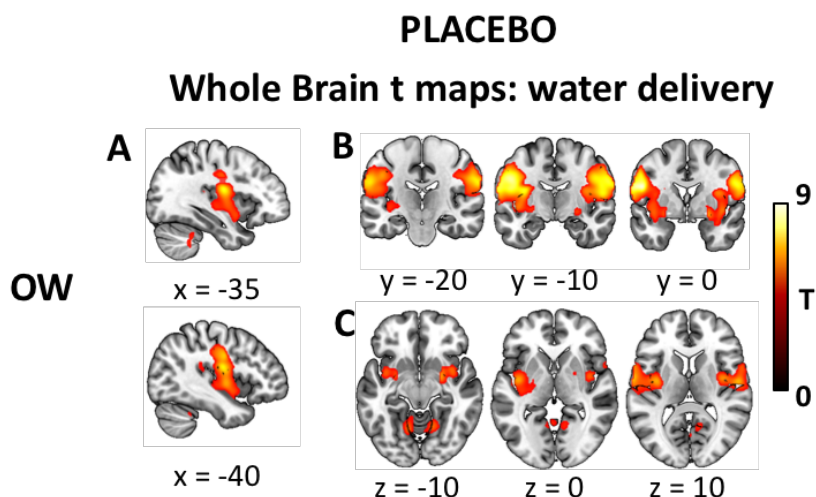 PLACEBO
Whole Brain t maps: water delivery
A
B
9
x = -35
y = -20
y = -10
y = 0
OW
T
C
0
x = -40
z = -10
z = 0
z = 10